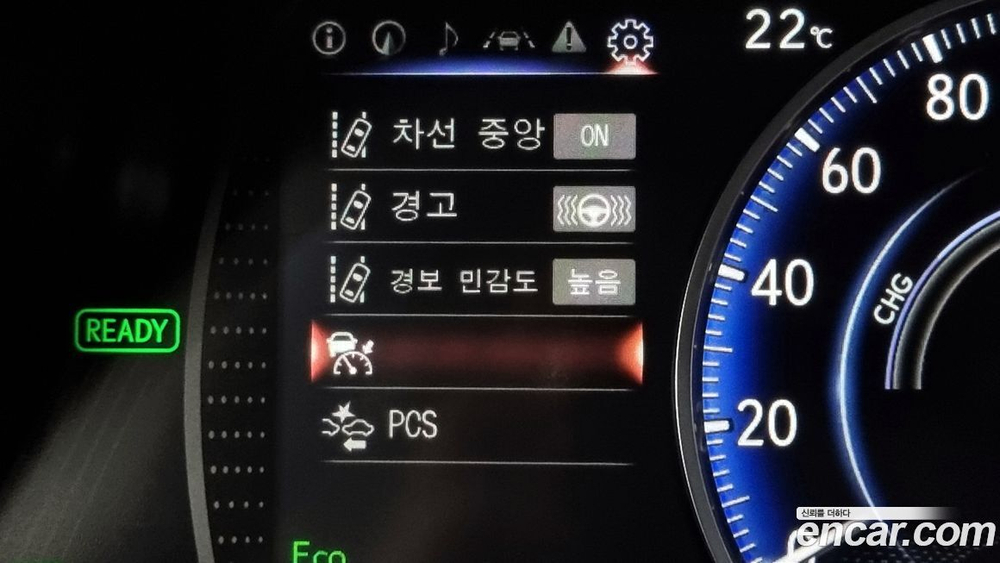 22℃
차선 중앙 ON
경고
경보 민감도 높음
PCS
READY
Eco
80
60
40
20
CHG
신뢰를 더하다
encar.com